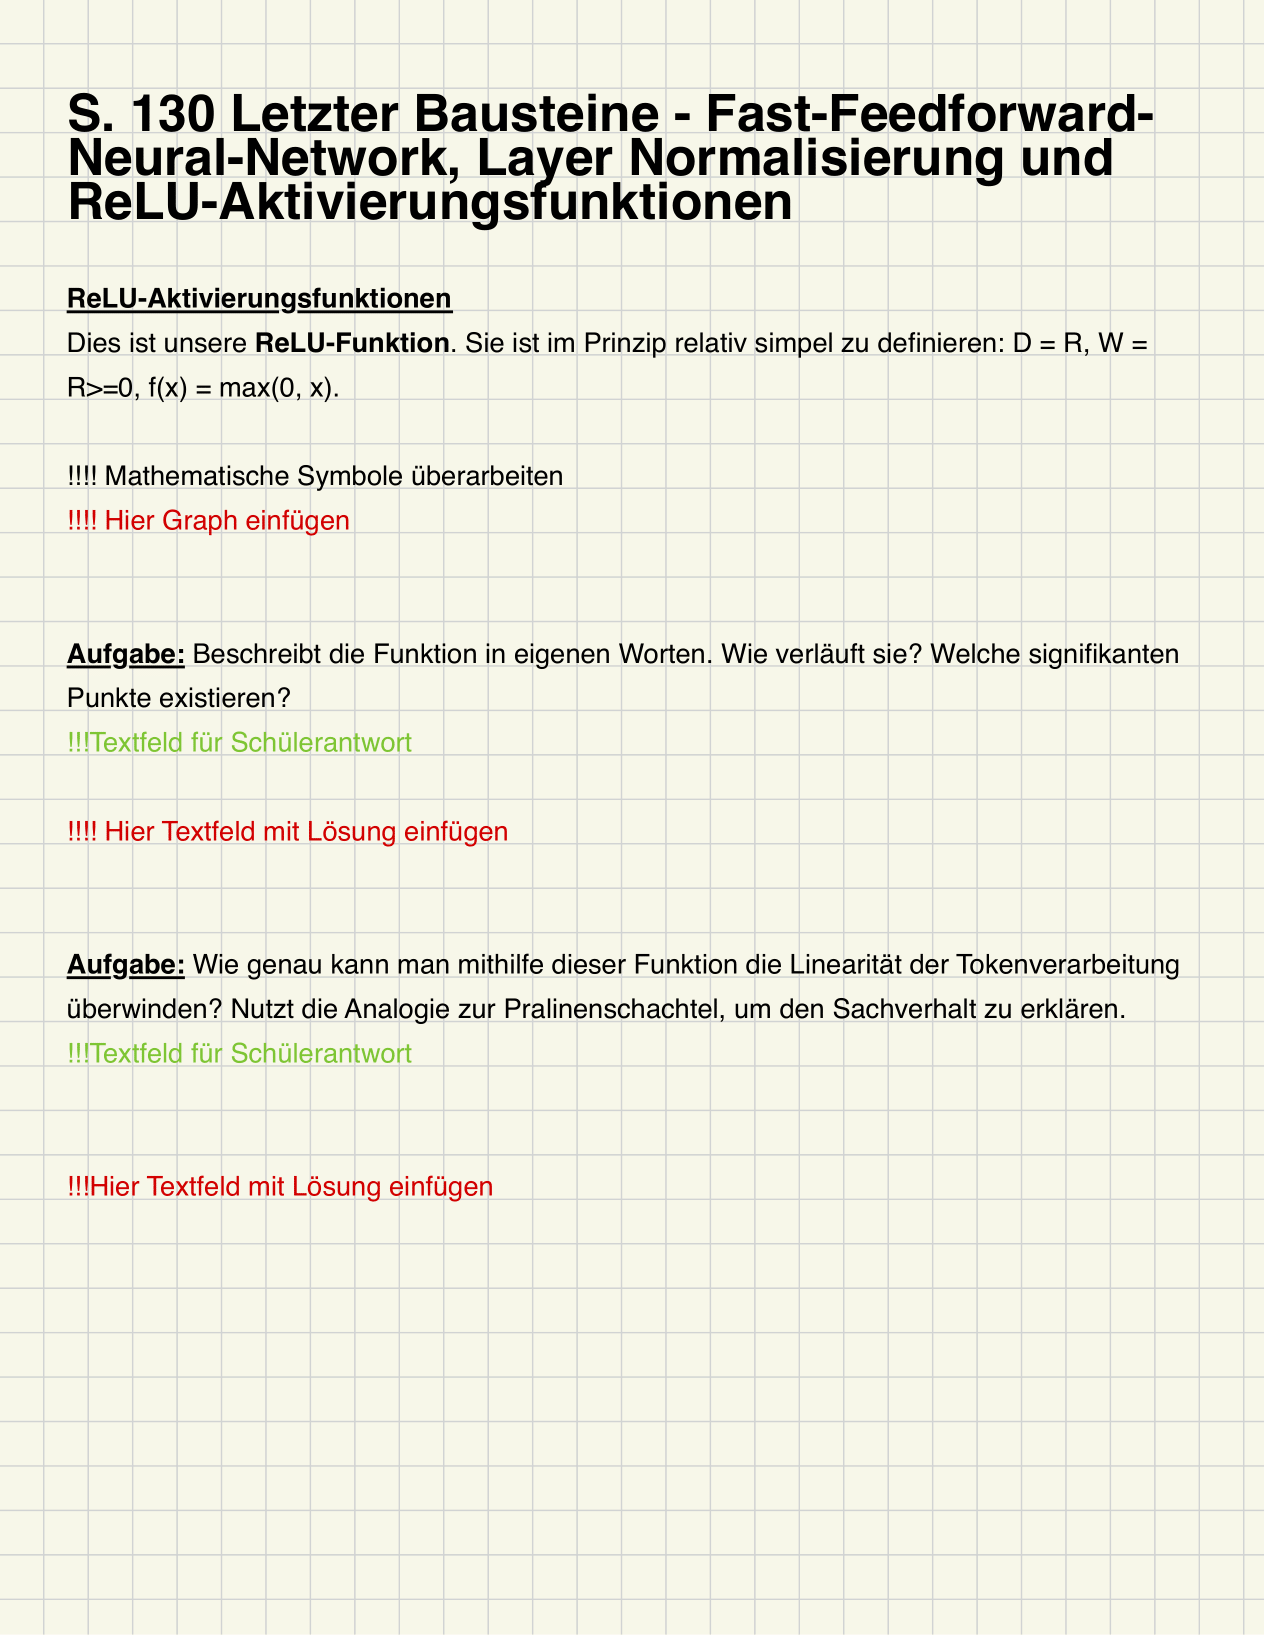 S. 130 Letzter Bausteine - Fast-Feedforward-
Neural-Network, Layer Normalisierung und
ReLU-Aktivierungsfunktionen
ReLU-Aktivierungsfunktionen
Dies ist unsere ReLU-Funktion. Sie ist im Prinzip relativ simpel zu definieren: D = R, W =
R>=0, f(x) = max(0, x).
!!!! Mathematische Symbole überarbeiten
!!!! Hier Graph einfügen
Aufgabe: Beschreibt die Funktion in eigenen Worten. Wie verläuft sie? Welche signifikanten
Punkte existieren?
!!!Textfeld für Schülerantwort
!!!! Hier Textfeld mit Lösung einfügen
Aufgabe: Wie genau kann man mithilfe dieser Funktion die Linearität der Tokenverarbeitung
überwinden? Nutzt die Analogie zur Pralinenschachtel, um den Sachverhalt zu erklären.
!!!Textfeld für Schülerantwort
!!!Hier Textfeld mit Lösung einfügen